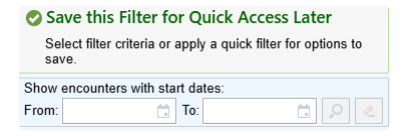 Save this Filter for Quick Access Later
Select filter criteria or apply a quick filter for options to
save.
Show encounters with start dates:
From: To: